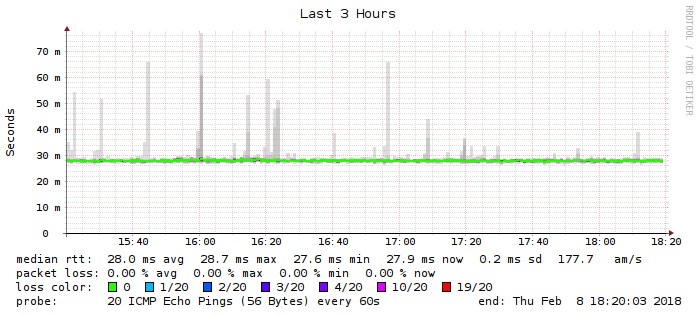 Last 3 Hours
RRDTOOL / TOBI OETIKER
Seconds
70 m
60 m
50 m
40 m
30 m
20 m
10 m
0
15:40 16:00 16:20 16:40 17:00 17:20 17:40 18:00 18:20
median rtt: 28.0 ms avg 28.7 ms max 27.6 ms min 27.9 ms now 0.2 ms sd 177.7 am/s
packet loss: 0.00 % avg 0.00 % max 0.00 % min 0.00 % now
loss color: 0 1/20 2/20 3/20 4/20 10/20 19/20
probe: 20 ICMP Echo Pings (56 Bytes) every 60s end: Thu Feb 8 18:20:03 2018